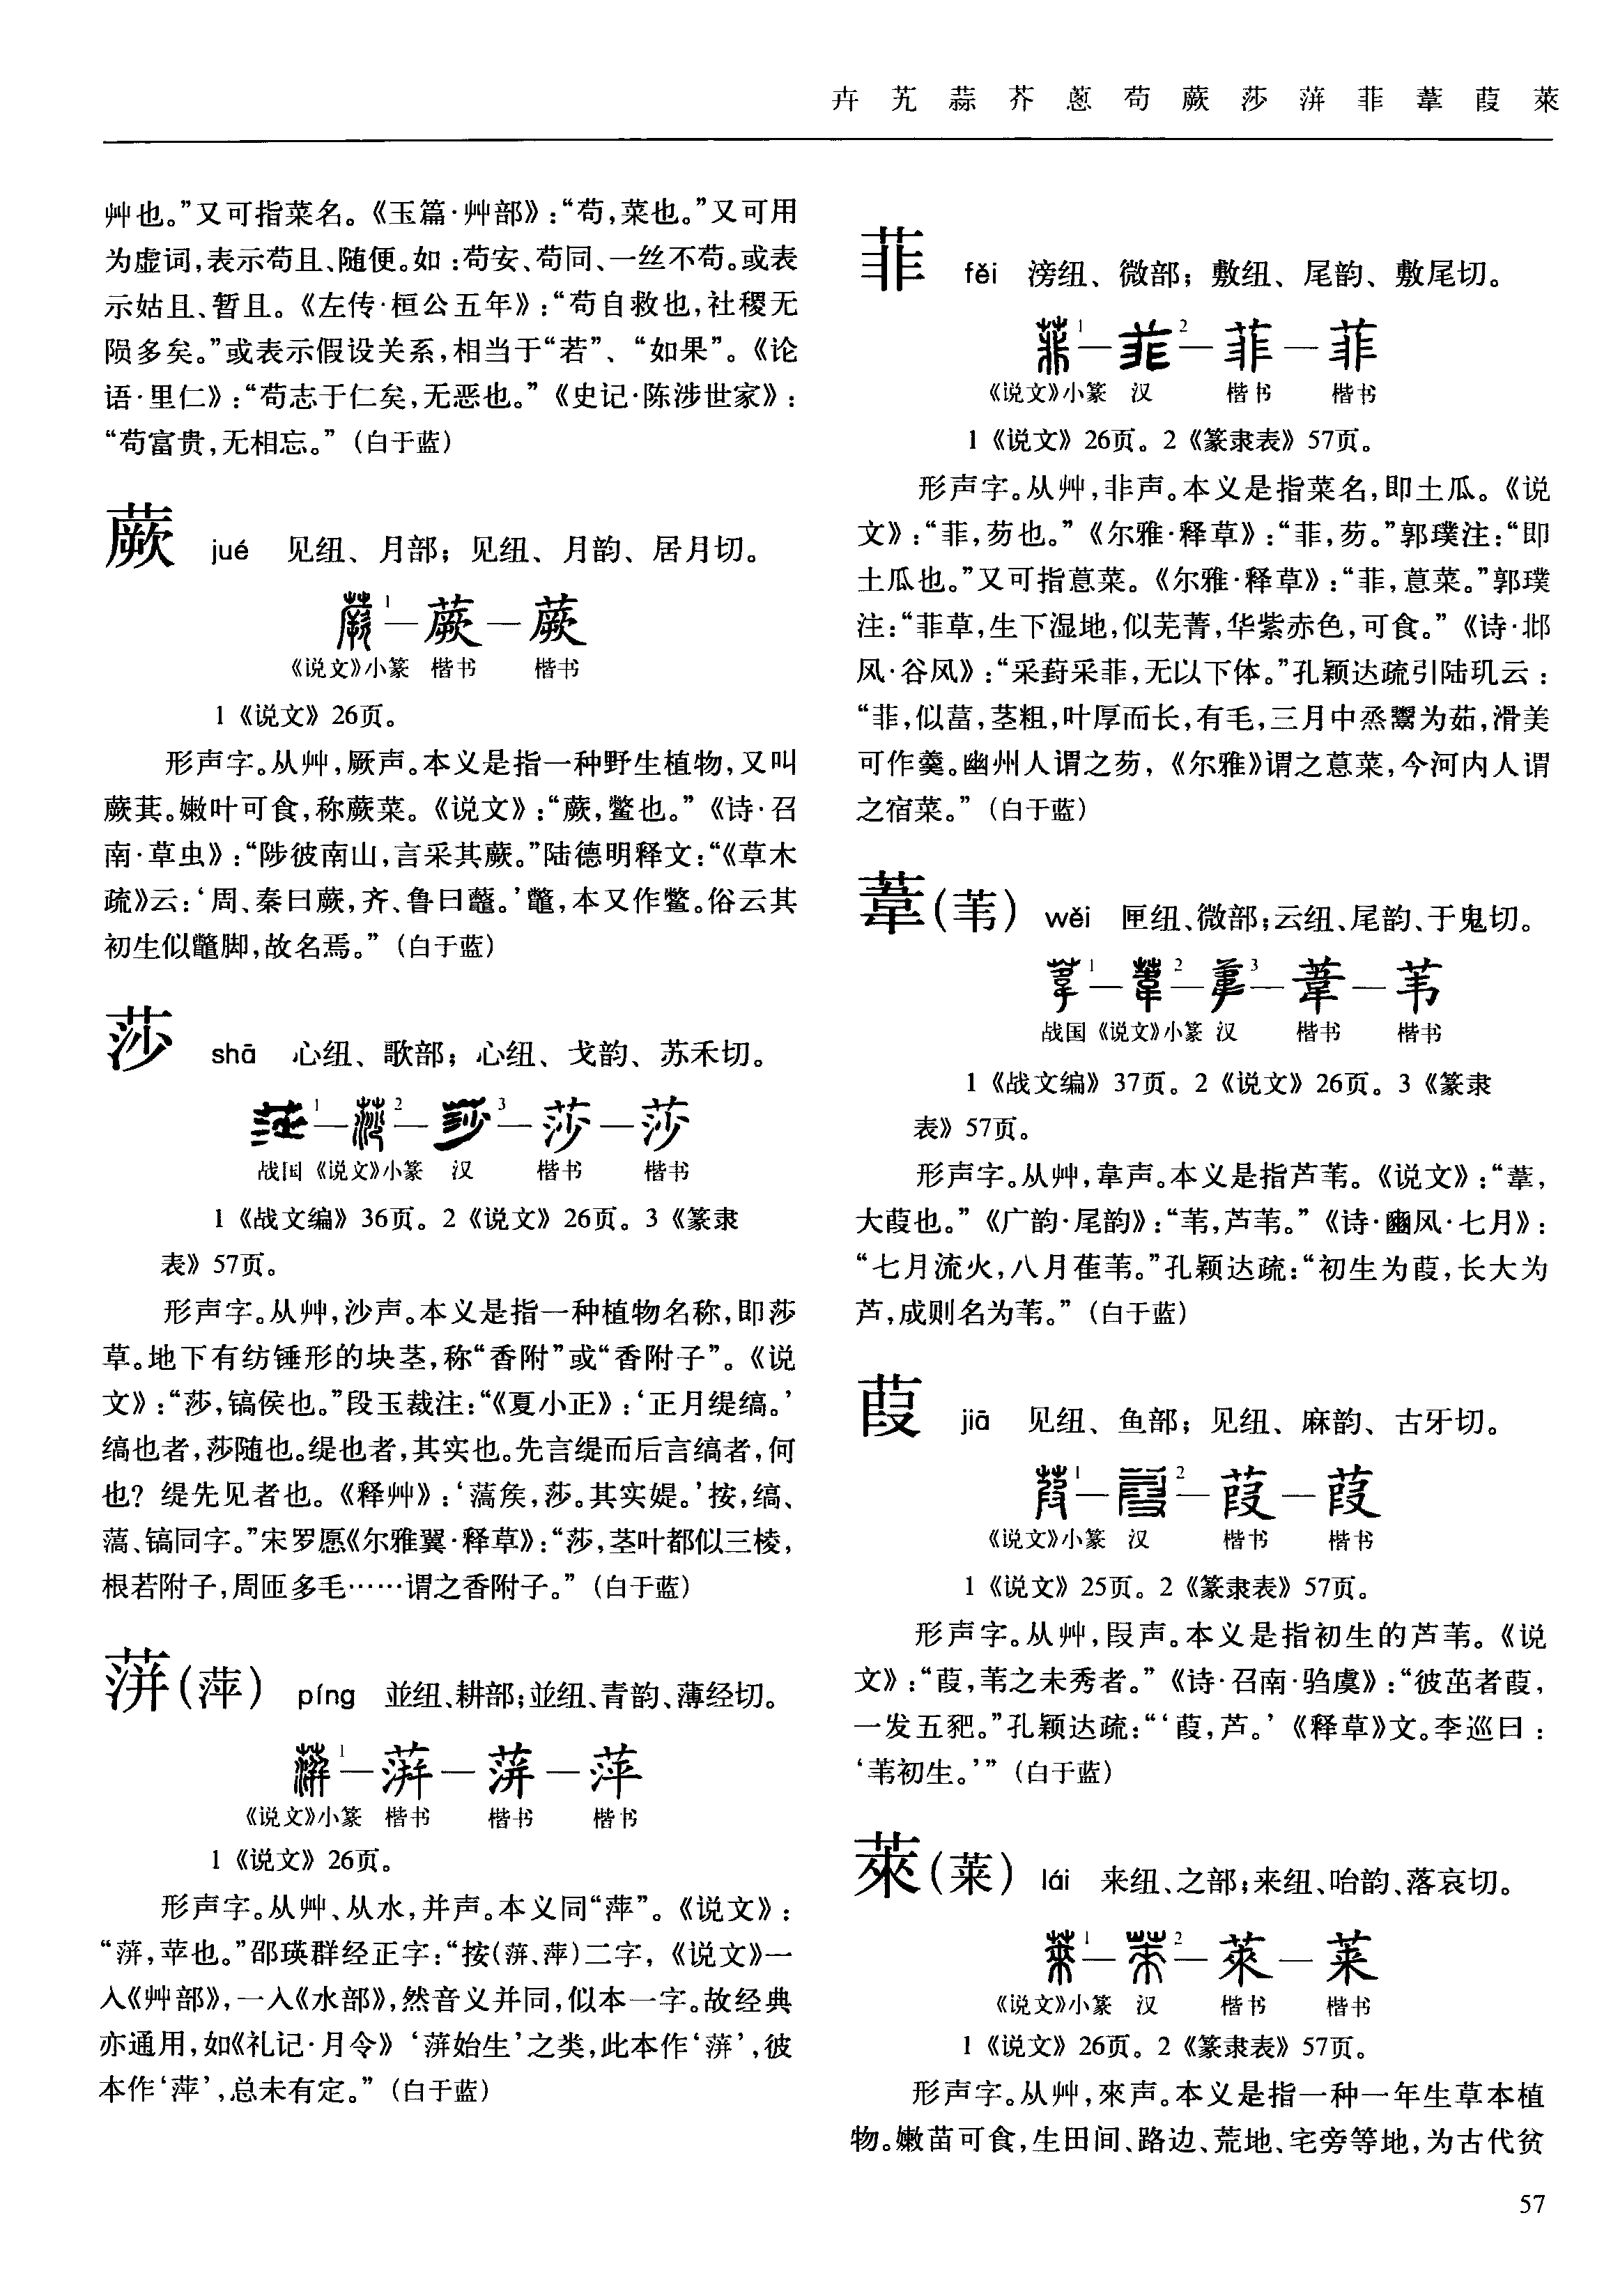 卉 艽 蒜 芥 蔥 苟 蕨 莎 蓱 菲 葦 葭 萊
艸也。”又可指菜名。《玉篇·艸部》:“苟,菜也。”又可用
为虚词,表示苟且、随便。如:苟安、苟同、一丝不苟。或表
示姑且、暂且。《左传·桓公五年》:“苟自救也,社稷无
陨多矣。”或表示假设关系,相当于“若”、“如果”。《论
语·里仁》:“苟志于仁矣,无恶也。”《史记·陈涉世家》:
“苟富贵,无相忘。”(白于蓝)
蕨 jué 见纽、月部;见纽、月韵、居月切。
蕨1—蕨—蕨
《说文》小篆 楷书 楷书
1《说文》26页。
形声字。从艸,厥声。本义是指一种野生植物,又叫
蕨萁。嫩叶可食,称蕨菜。《说文》:“蕨,鳖也。”《诗·召
南·草虫》:“陟彼南山,言采其蕨。”陆德明释文:“《草木
疏》云:‘周、秦曰蕨,齐、鲁曰虌。’鼈,本又作鳖。俗云其
初生似鼈脚,故名焉。”(白于蓝)
莎 shā 心纽、歌部;心纽、戈韵、苏禾切。
莎1—莎2—莎3—莎—莎
战国 《说文》小篆 汉 楷书 楷书
1《战文编》36页。2《说文》26页。3《篆隶
表》57页。
形声字。从艸,沙声。本义是指一种植物名称,即莎
草。地下有纺锤形的块茎,称“香附”或“香附子”。《说
文》:“莎,镐侯也。”段玉裁注:“《夏小正》:‘正月缇缟。’
缟也者,莎随也。缇也者,其实也。先言缇而后言缟者,何
也?缇先见者也。《释艸》:‘薃矦,莎。其实媞。’按,缟、
薃、镐同字。”宋罗愿《尔雅翼·释草》:“莎,茎叶都似三棱,
根若附子,周匝多毛……谓之香附子。”(白于蓝)
蓱(萍) píng 並纽、耕部;並纽、青韵、薄经切。
蓱1—蓱—蓱—萍
《说文》小篆 楷书 楷书 楷书
1《说文》26页。
形声字。从艸、从水,并声。本义同“萍”。《说文》:
“蓱,苹也。”邵瑛群经正字:“按(蓱、萍)二字,《说文》一
入《艸部》,一入《水部》,然音义并同,似本一字。故经典
亦通用,如《礼记·月令》‘蓱始生’之类,此本作‘蓱’,彼
本作‘萍’,总未有定。”(白于蓝)
菲 fěi 滂纽、微部;敷纽、尾韵、敷尾切。
菲1—菲2—菲—菲
《说文》小篆 汉 楷书 楷书
1《说文》26页。2《篆隶表》57页。
形声字。从艸,非声。本义是指菜名,即土瓜。《说
文》:“菲,芴也。”《尔雅·释草》:“菲,芴。”郭璞注:“即
土瓜也。”又可指蒠菜。《尔雅·释草》:“菲,蒠菜。”郭璞
注:“菲草,生下湿地,似芜菁,华紫赤色,可食。”《诗·邶
风·谷风》:“采葑采菲,无以下体。”孔颖达疏引陆玑云:
“菲,似葍,茎粗,叶厚而长,有毛,三月中烝鬻为茹,滑美
可作羹。幽州人谓之芴,《尔雅》谓之蒠菜,今河内人谓
之宿菜。”(白于蓝)
葦(苇) wěi 匣纽、微部;云纽、尾韵、于鬼切。
葦1—葦2—葦3—葦—苇
战国 《说文》小篆 汉 楷书 楷书
1《战文编》37页。2《说文》26页。3《篆隶
表》57页。
形声字。从艸,韋声。本义是指芦苇。《说文》:“葦,
大葭也。”《广韵·尾韵》:“苇,芦苇。”《诗·豳风·七月》:
“七月流火,八月萑苇。”孔颖达疏:“初生为葭,长大为
芦,成则名为苇。”(白于蓝)
葭 jiā 见纽、鱼部;见纽、麻韵、古牙切。
葭1—葭2—葭—葭
《说文》小篆 汉 楷书 楷书
1《说文》25页。2《篆隶表》57页。
形声字。从艸,叚声。本义是指初生的芦苇。《说
文》:“葭,苇之未秀者。”《诗·召南·驺虞》:“彼茁者葭,
一发五豝。”孔颖达疏:“‘葭,芦。’《释草》文。李巡曰:
‘苇初生。’”(白于蓝)
萊(莱) lái 来纽、之部;来纽、咍韵、落哀切。
萊1—萊2—萊—莱
《说文》小篆 汉 楷书 楷书
1《说文》26页。2《篆隶表》57页。
形声字。从艸,來声。本义是指一种一年生草本植
物。嫩苗可食,生田间、路边、荒地、宅旁等地,为古代贫
57